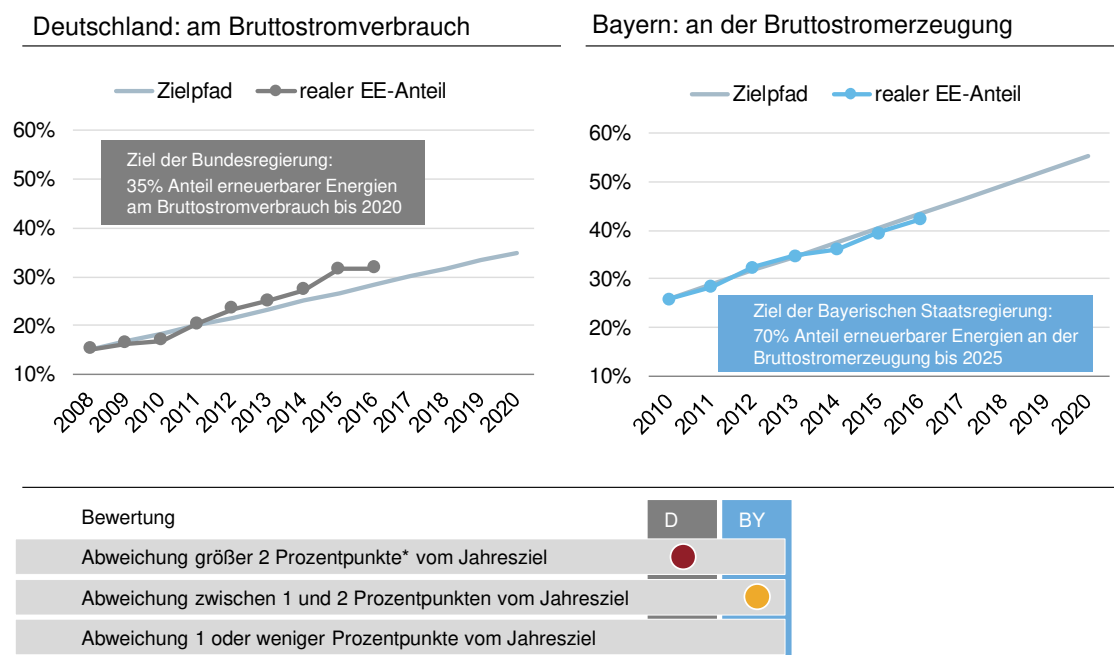 Deutschland: am Bruttostromverbrauch
Zielpfad
realer EE-Anteil
60%
50%
40%
30%
20%
10%
Ziel der Bundesregierung:
35% Anteil erneuerbarer Energien
am Bruttostromverbrauch bis 2020
2008
2009
2010
2011
2012
2013
2014
2015
2016
2017
2018
2019
2020
Bayern: an der Bruttostromerzeugung
Zielpfad
realer EE-Anteil
60%
50%
40%
30%
20%
10%
Ziel der Bayerischen Staatsregierung:
70% Anteil erneuerbarer Energien an der
Bruttostromerzeugung bis 2025
2010
2011
2012
2013
2014
2015
2016
2017
2018
2019
2020
Bewertung
D
BY
Abweichung größer 2 Prozentpunkte* vom Jahresziel
Abweichung zwischen 1 und 2 Prozentpunkten vom Jahresziel
Abweichung 1 oder weniger Prozentpunkte vom Jahresziel